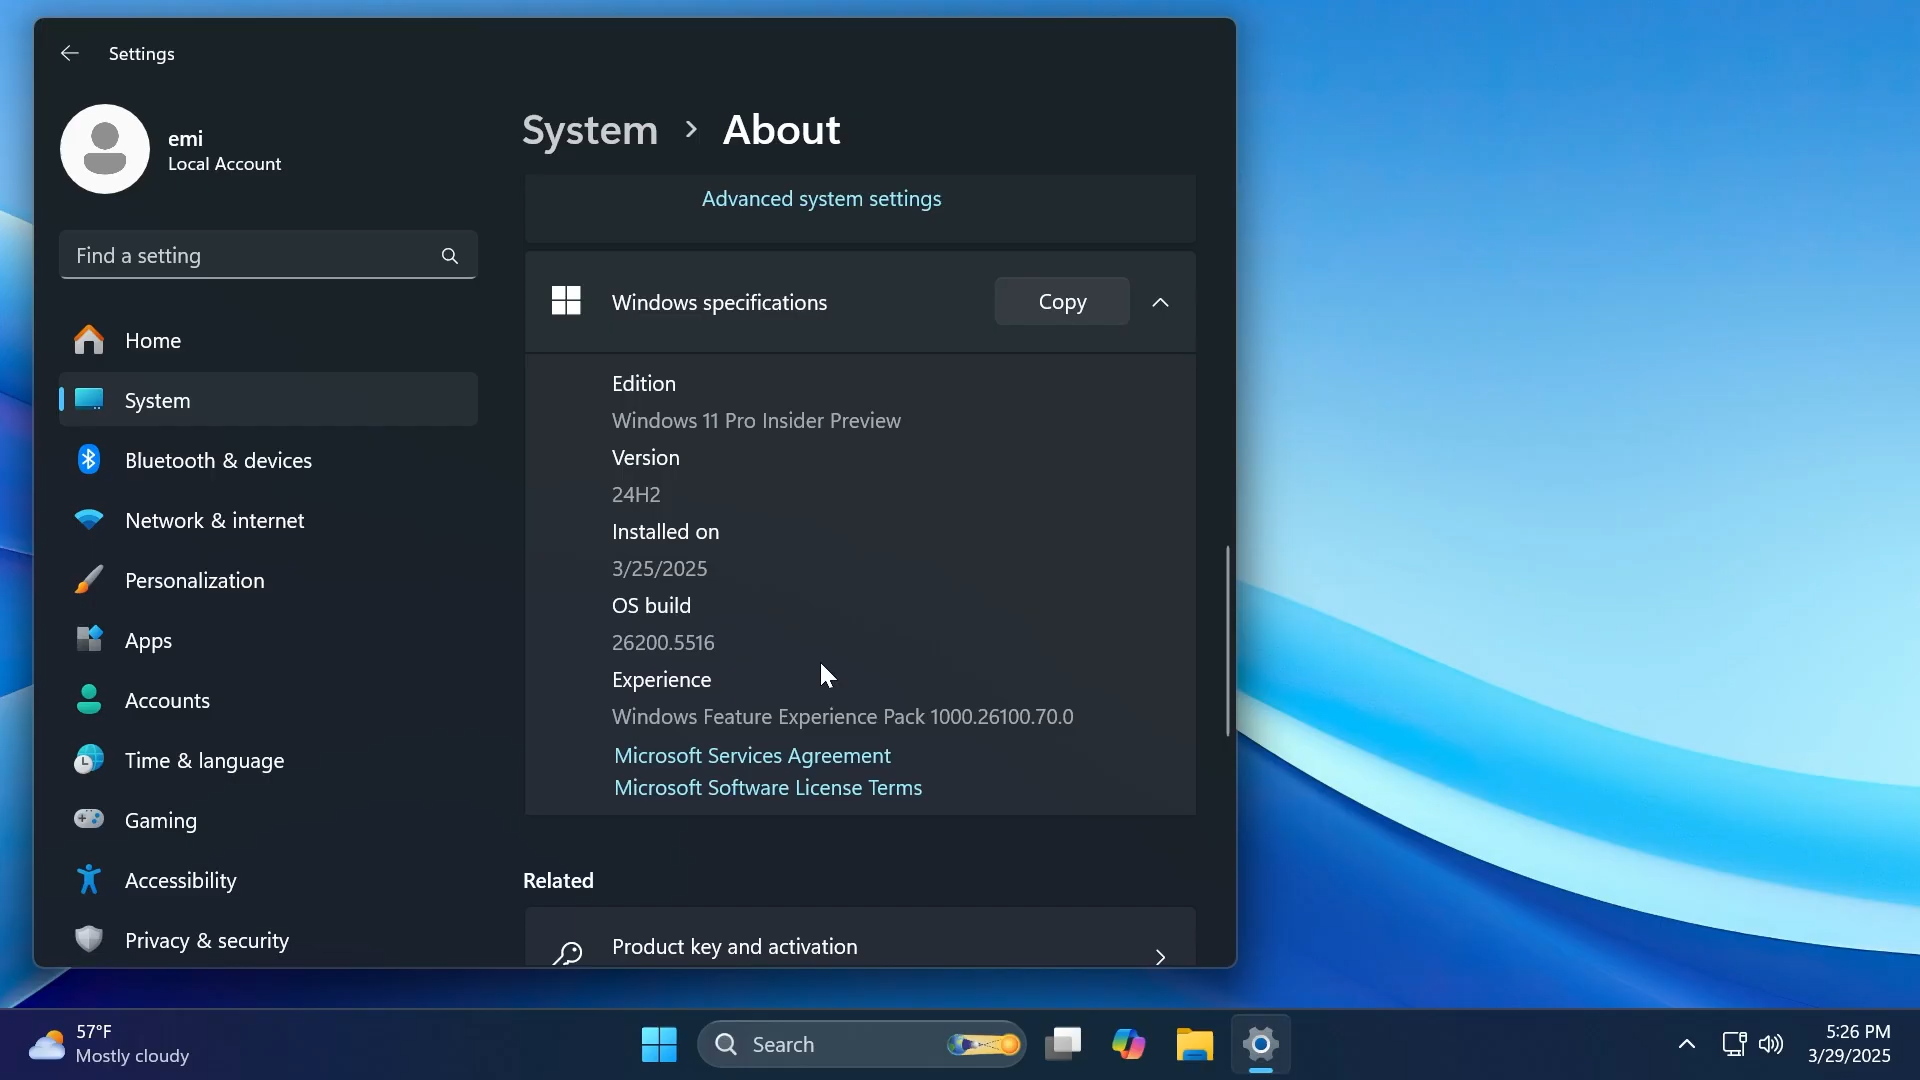 Settings
emi
Local Account
Find a setting
Home
System
Bluetooth & devices
Network & internet
Personalization
Apps
Accounts
Time & language
Gaming
Accessibility
Privacy & security
System > About
Advanced system settings
Windows specifications
Copy
Edition
Windows 11 Pro Insider Preview
Version
24H2
Installed on
3/25/2025
OS build
26200.5516
Experience
Windows Feature Experience Pack 1000.26100.70.0
Microsoft Services Agreement
Microsoft Software License Terms
Related
Product key and activation
57°F
Mostly cloudy
Search
5:26 PM
3/29/2025